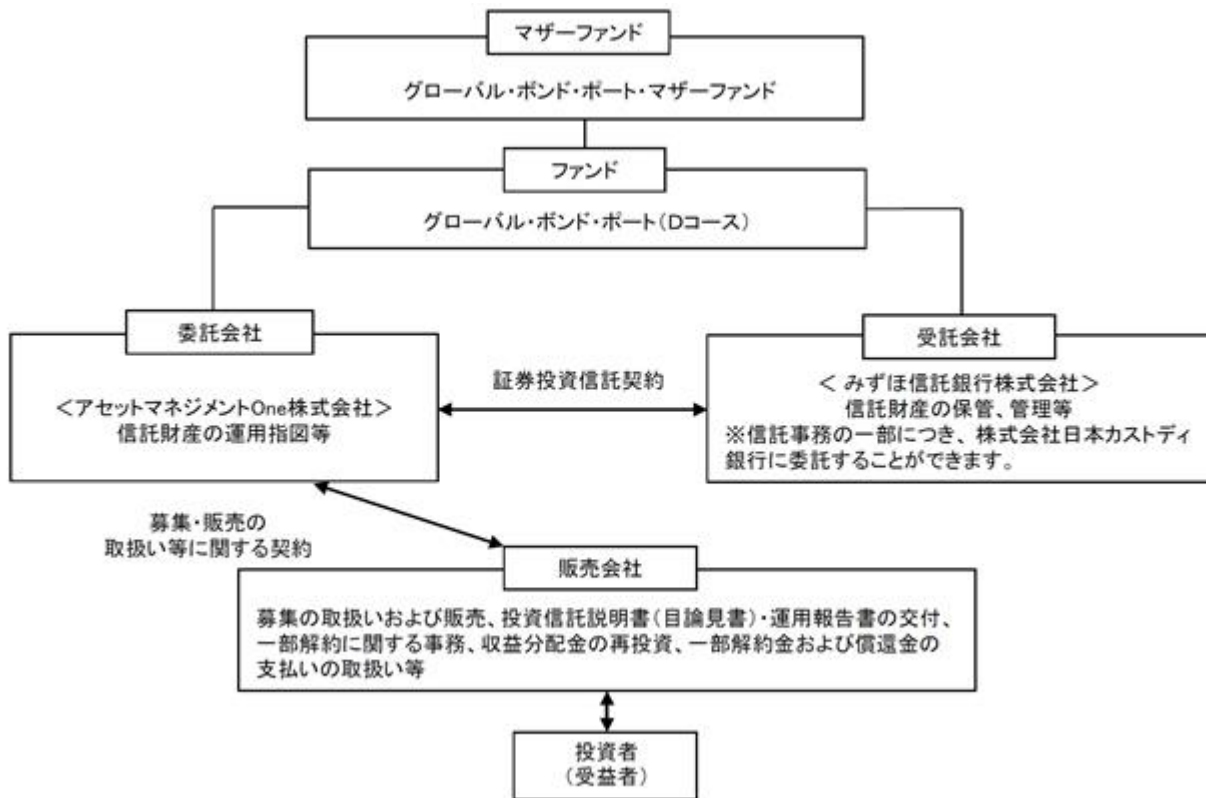 マザーファンド
グローバル・ボンド・ポート・マザーファンド
ファンド
グローバル・ボンド・ポート(Dコース)
委託会社
<アセットマネジメントOne株式会社>
信託財産の運用指図等
証券投資信託契約
受託会社
< みずほ信託銀行株式会社>
信託財産の保管、管理等
※信託事務の一部につき、株式会社日本カストディ
銀行に委託することができます。
募集・販売の
取扱い等に関する契約
販売会社
募集の取扱いおよび販売、投資信託説明書(目論見書)・運用報告書の交付、
一部解約に関する事務、収益分配金の再投資、一部解約金および償還金の
支払いの取扱い等
投資者
(受益者)